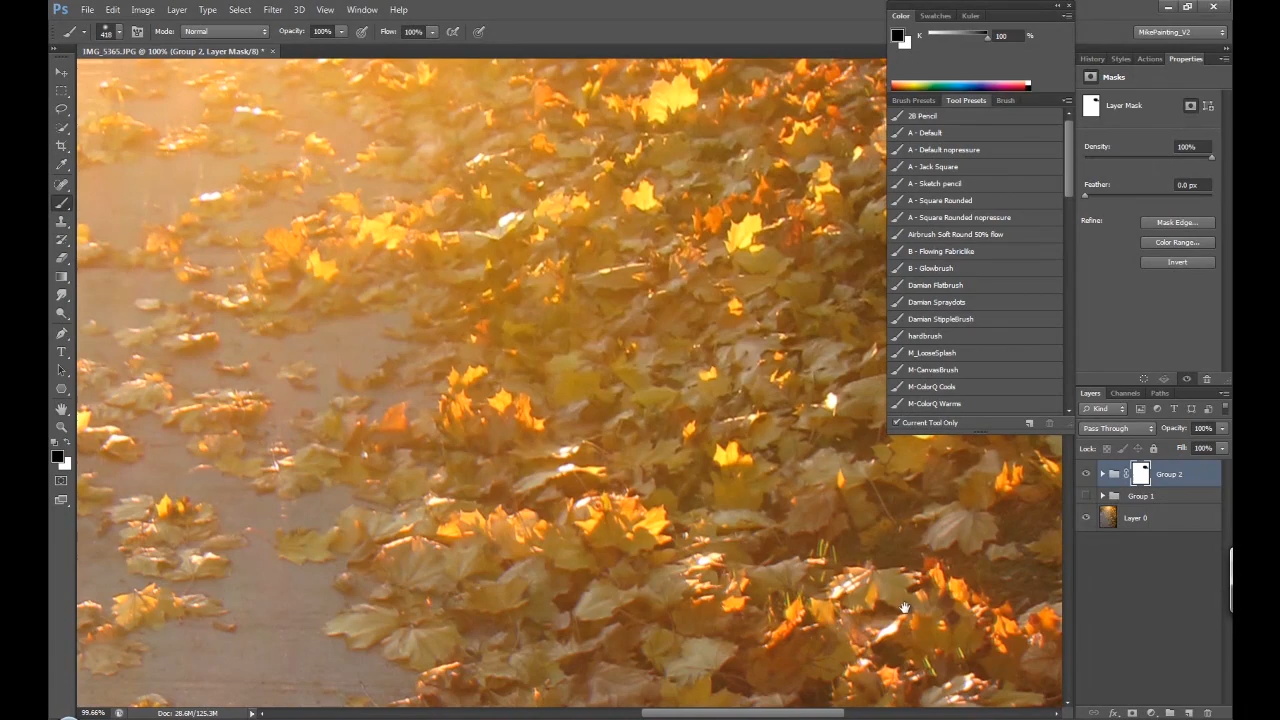 Ps File Edit Image Layer Type Select Filter 3D View Window Help
418 Mode: Normal Opacity: 100% Flow: 100%
MikePainting_V2
IMG_5365.JPG @ 100% (Group 2, Layer Mask/8) * ×
Color Swatches Kuler
K 100 %
Brush Presets Tool Presets Brush
2B Pencil
A - Default
A - Default nopressure
A - Jack Square
A - Sketch pencil
A - Square Rounded
A - Square Rounded nopressure
Airbrush Soft Round 50% flow
B - Flowing Fabriclike
B - Glowbrush
Damian Flatbrush
Damian Spraydots
Damian StippleBrush
hardbrush
M_LooseSplash
M-CanvasBrush
M-ColorQ Cools
M-ColorQ Warms
Current Tool Only
History Styles Actions Properties
Masks
Layer Mask
Density: 100%
Feather: 0.0 px
Refine: Mask Edge...
Color Range...
Invert
Layers Channels Paths
Kind
Pass Through Opacity: 100%
Lock: Fill: 100%
Group 2
Group 1
Layer 0
99.66% Doc: 28.6M/125.3M